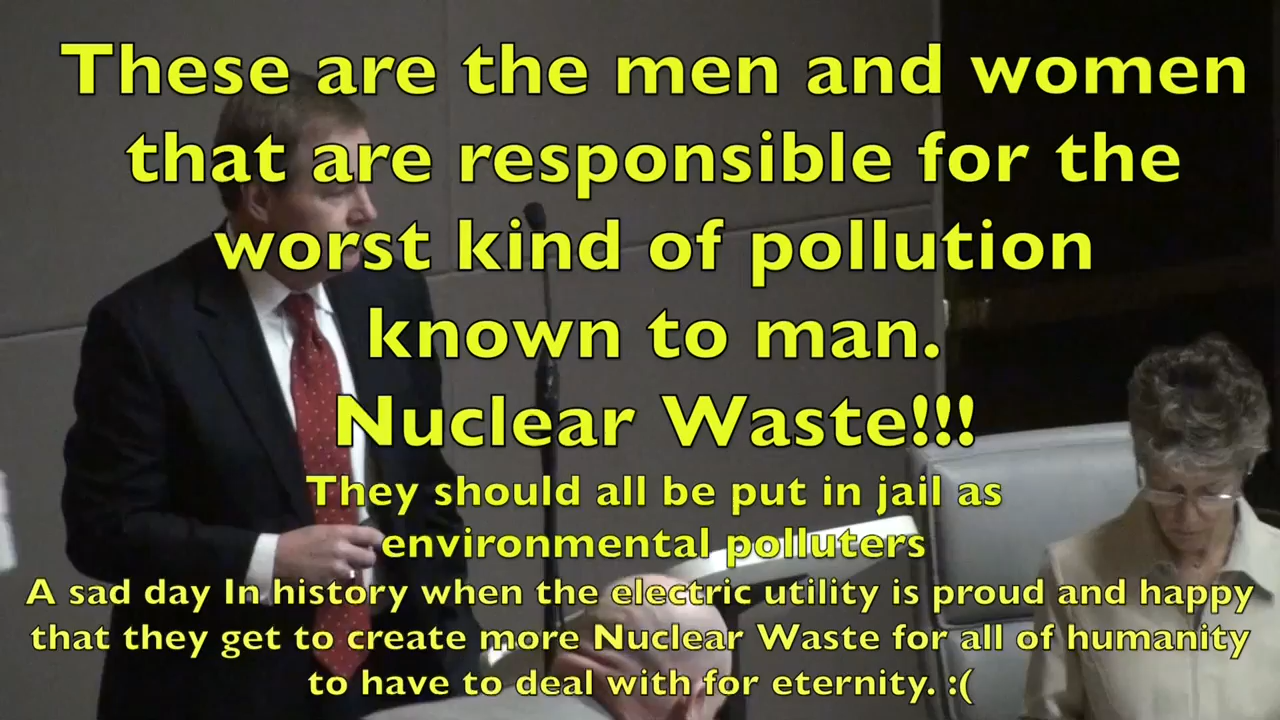 These are the men and women
that are responsible for the
worst kind of pollution
known to man.
Nuclear Waste!!!
They should all be put in jail as
environmental polluters
A sad day In history when the electric utility is proud and happy
that they get to create more Nuclear Waste for all of humanity
to have to deal with for eternity. :(